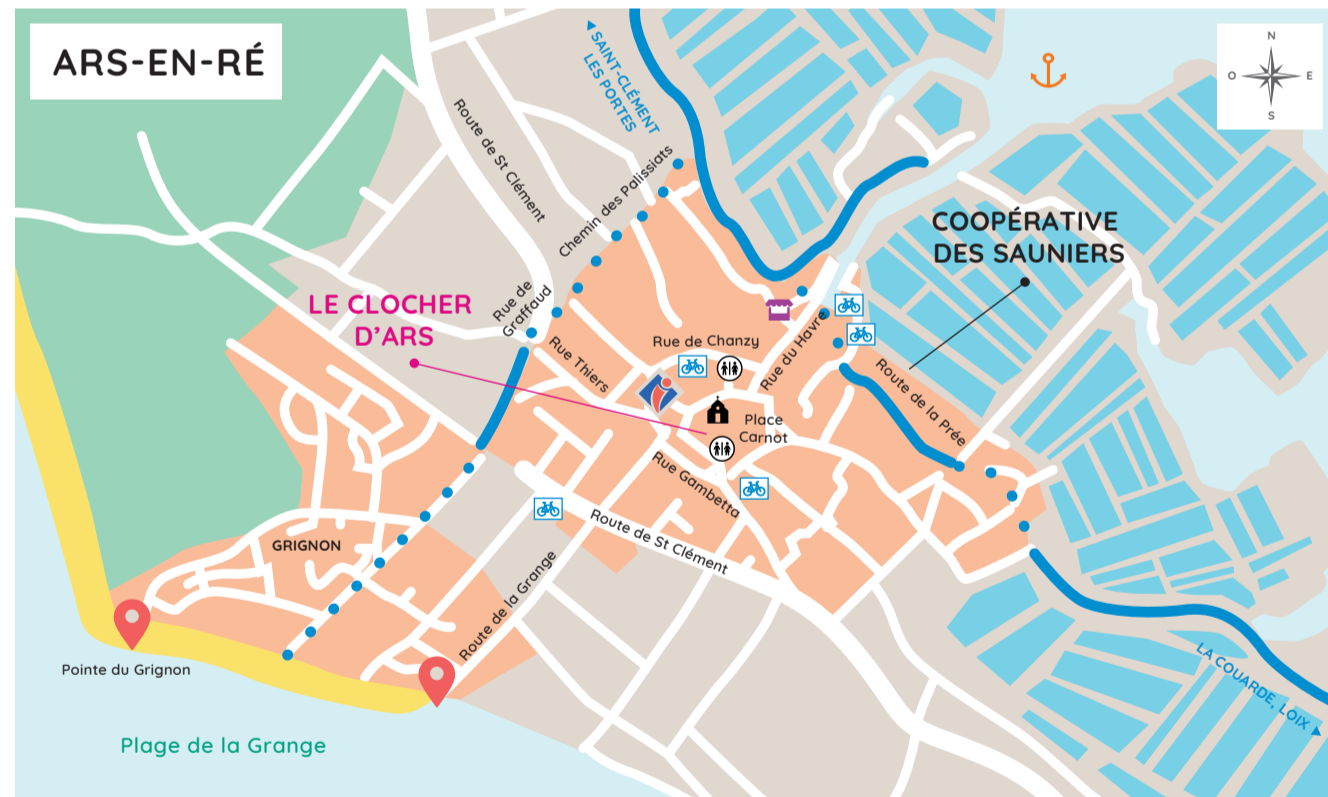 ARS-EN-RÉ
N
O
E
S
SAINT-CLÉMENT
LES PORTES
Route de St Clément
Chemin des Palissiats
COOPÉRATIVE
DES SAUNIERS
LE CLOCHER
D'ARS
Rue de
Graffaud
Rue Thiers
Rue de Chanzy
Rue du Havre
Route de la Prée
Place
Carnot
Rue Gambetta
Route de St Clément
GRIGNON
Route de la Grange
Pointe du Grignon
Plage de la Grange
LA COUARDE, LOIX